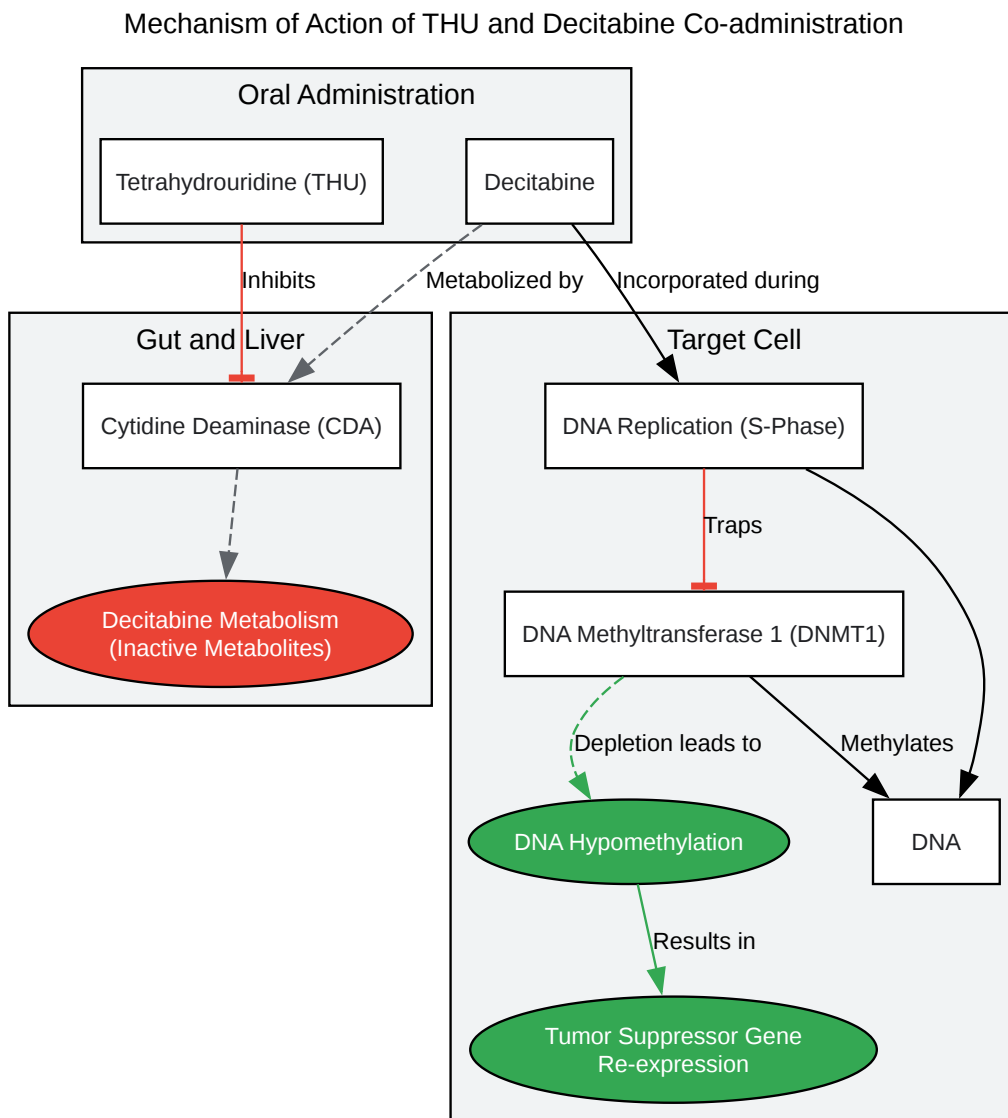 Mechanism of Action of THU and Decitabine Co-administration
Oral Administration
Tetrahydrouridine (THU)
Decitabine
Inhibits
Metabolized by
Incorporated during
Gut and Liver
Target Cell
Cytidine Deaminase (CDA)
DNA Replication (S-Phase)
Traps
Decitabine Metabolism
(Inactive Metabolites)
DNA Methyltransferase 1 (DNMT1)
Depletion leads to
Methylates
DNA Hypomethylation
DNA
Results in
Tumor Suppressor Gene
Re-expression